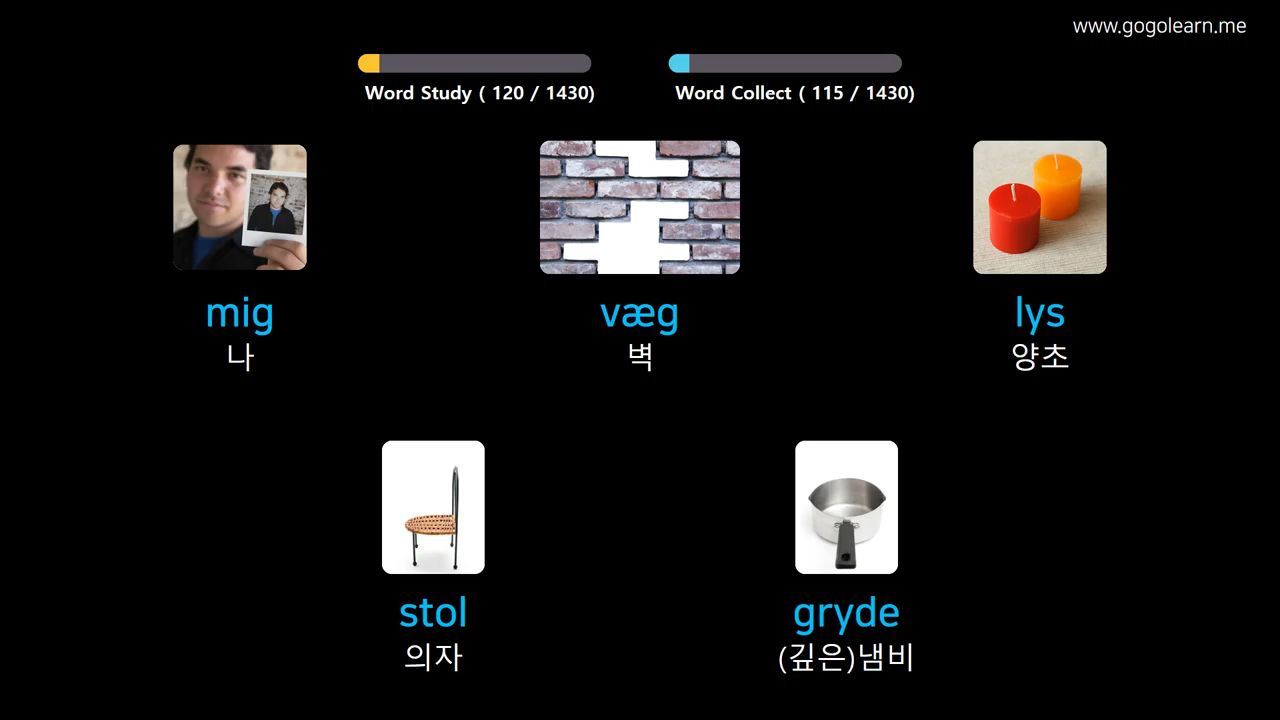 www.gogolearn.me
Word Study ( 120 / 1430)
Word Collect ( 115 / 1430)
mig
나
væg
벽
lys
양초
stol
의자
gryde
(깊은)냄비